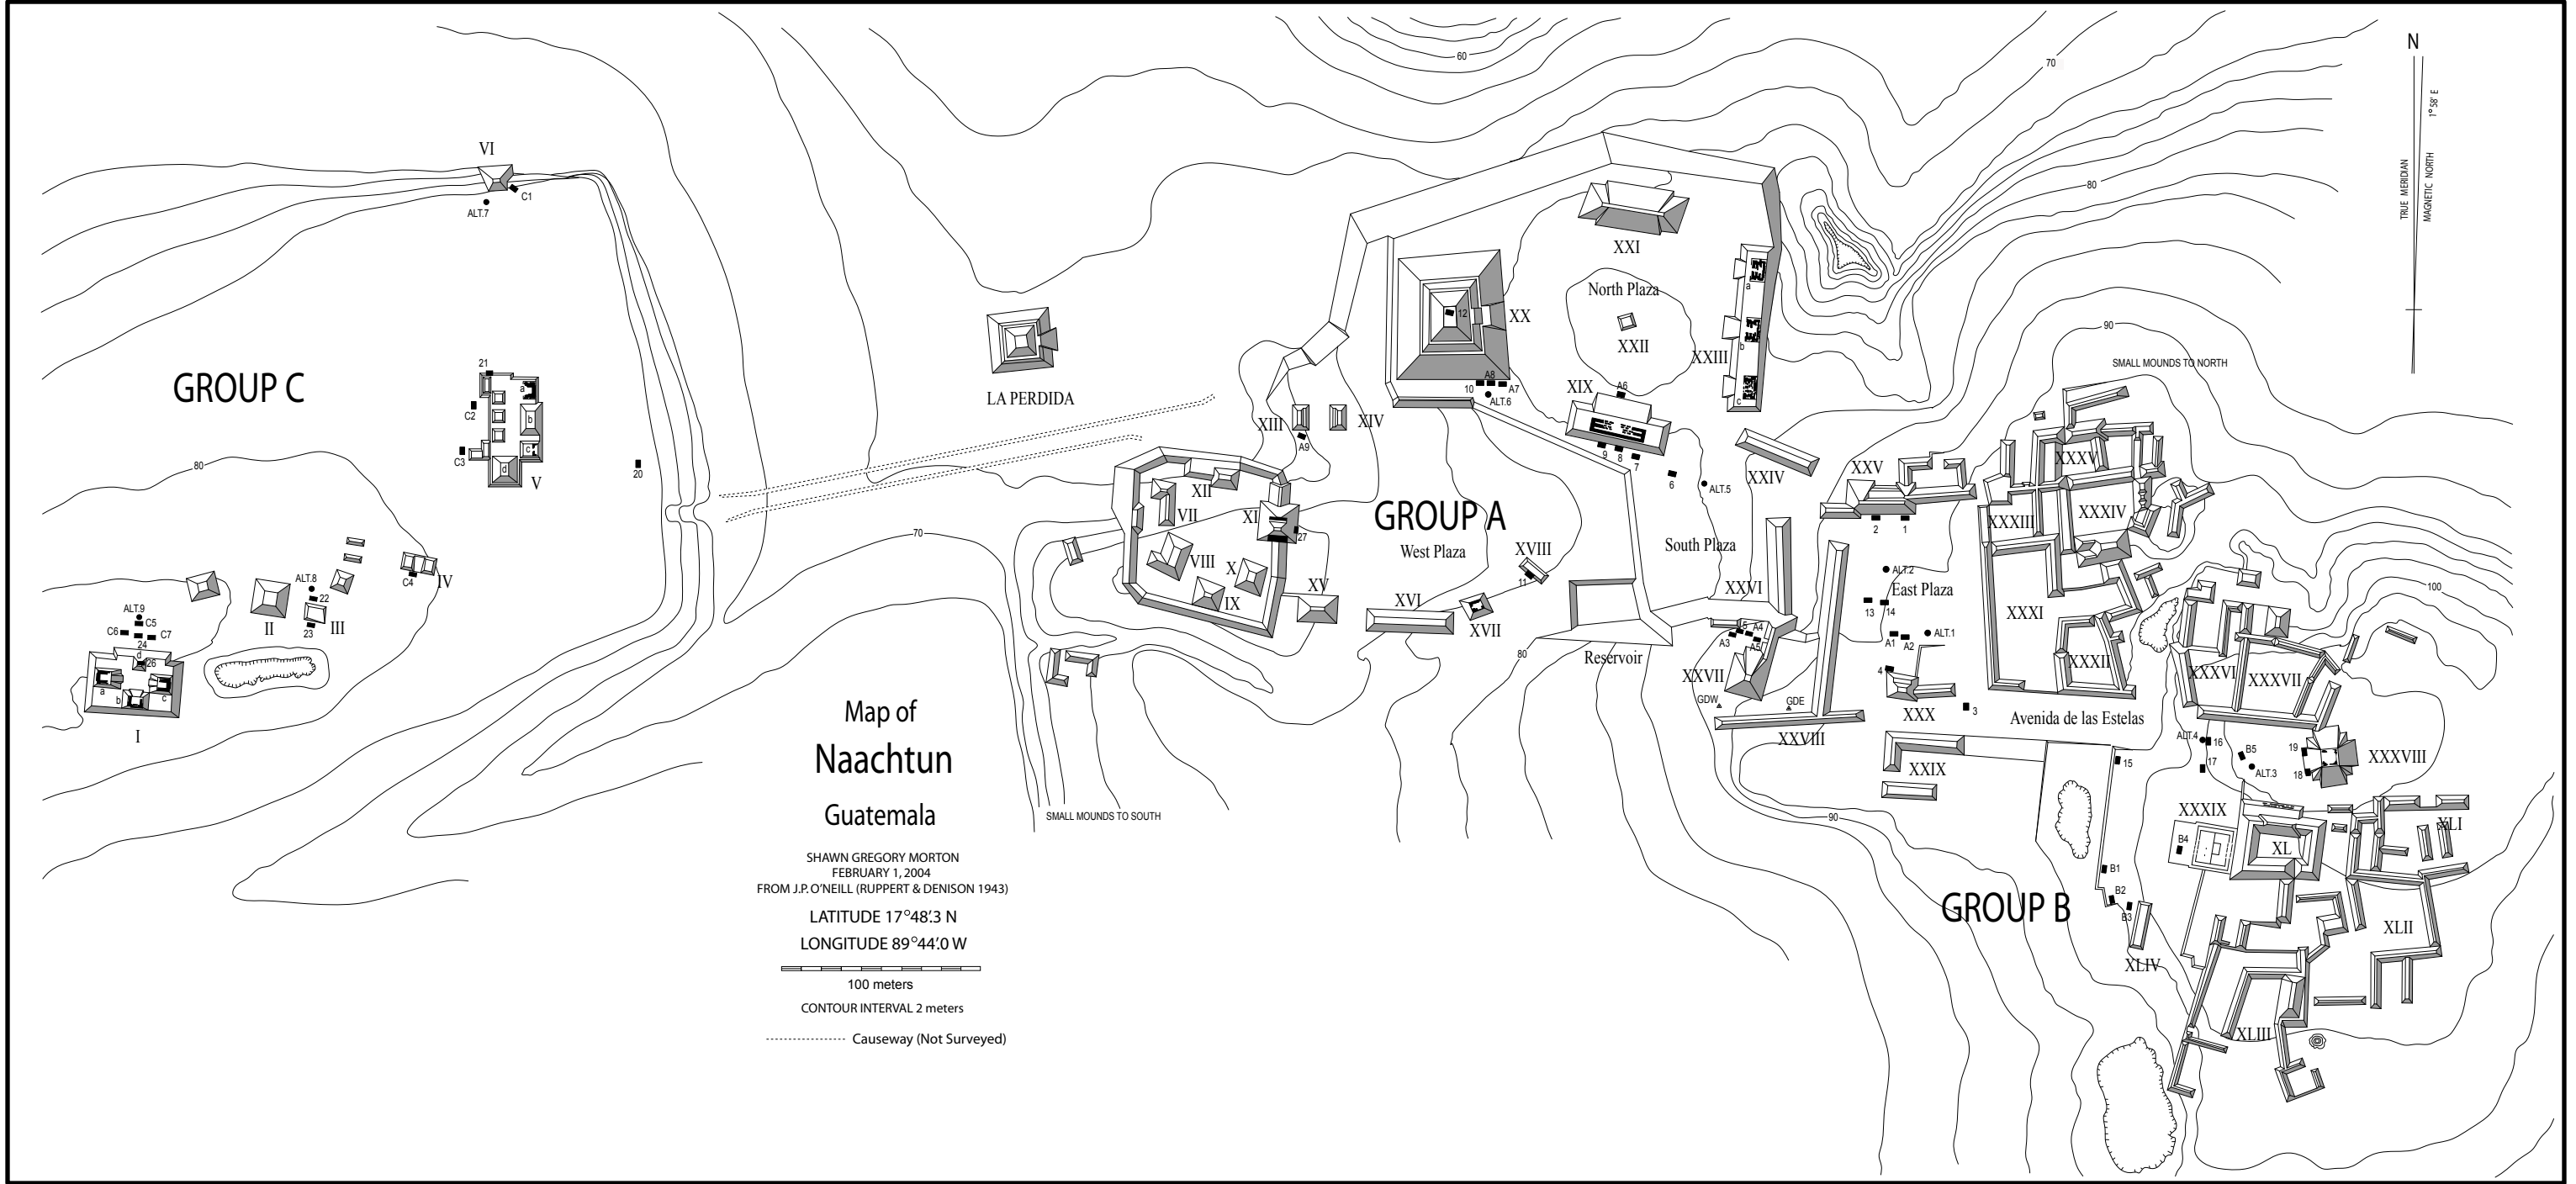 60
70
N
1° 58' E
TRUE MERIDIAN
MAGNETIC NORTH
VI
C1
ALT.7
80
XXI
North Plaza
a
XX
12
XXII
b
XXIII
90
SMALL MOUNDS TO NORTH
LA PERDIDA
21
a
C2
b
C3
c
d
V
20
GROUP C
80
XIII
XIV
A9
10
A8
A7
ALT.6
XIX
A6
c
9
8
7
6
ALT.5
XXIV
XXV
2
1
XXXV
XXXIII
XXXIV
XII
VII
XI
27
VIII
X
IX
XV
GROUP A
West Plaza
XVIII
11
XVI
XVII
South Plaza
XXVI
ALT.2
East Plaza
13
14
A1
A2
ALT.1
XXXI
XXXII
100
70
ALT.8
22
23
III
II
C4
IV
ALT.9
C5
C6
24
C7
d
26
a
b
c
I
80
Reservoir
5
A4
A3
A5
XXVII
GDW
GDE
XXVIII
4
XXX
3
Avenida de las Estelas
XXXVI
XXXVII
ALT.4
16
17
B5
ALT.3
19
18
XXXVIII
15
XXIX
90
XXXIX
B4
XL
XLI
B1
B2
B3
GROUP B
XLII
XLIV
XLIII
SMALL MOUNDS TO SOUTH
Map of
Naachtun
Guatemala
SHAWN GREGORY MORTON
FEBRUARY 1, 2004
FROM J.P. O'NEILL (RUPPERT & DENISON 1943)
LATITUDE 17°48'.3 N
LONGITUDE 89°44'.0 W
100 meters
CONTOUR INTERVAL 2 meters
Causeway (Not Surveyed)